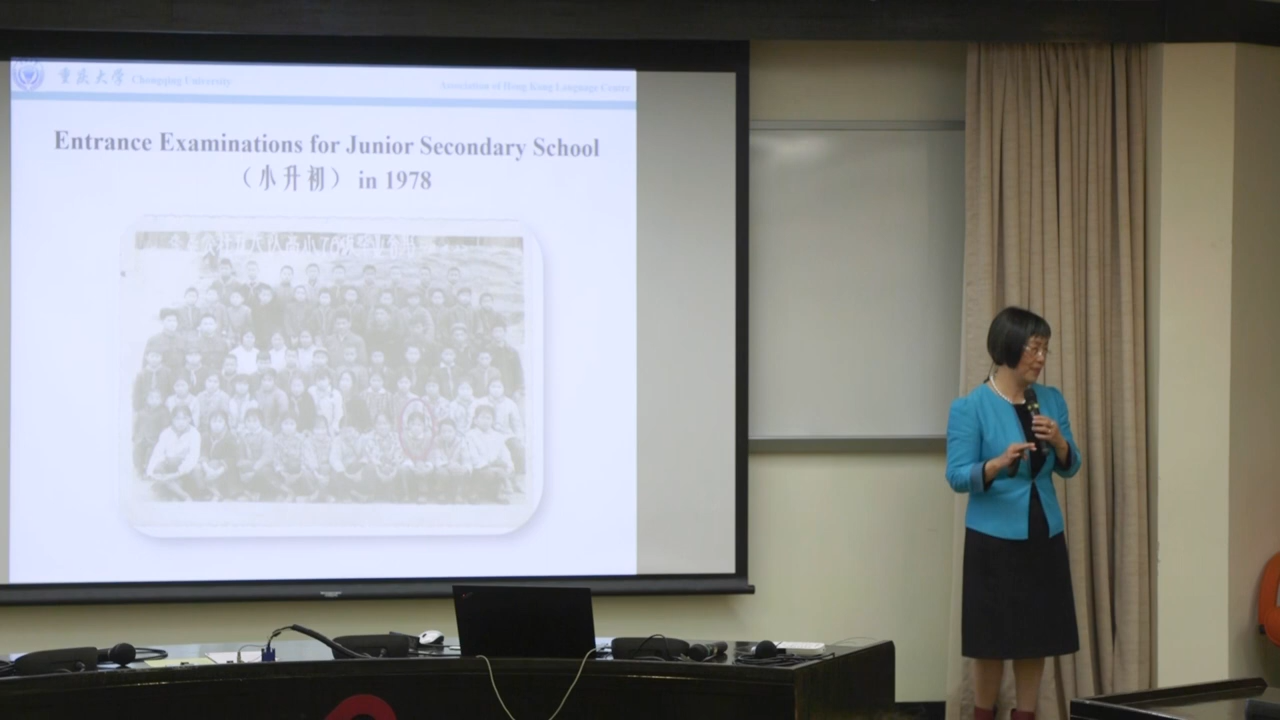 重庆大学 Chongqing University
Association of Hong Kong Language Centre
Entrance Examinations for Junior Secondary School
（小升初） in 1978